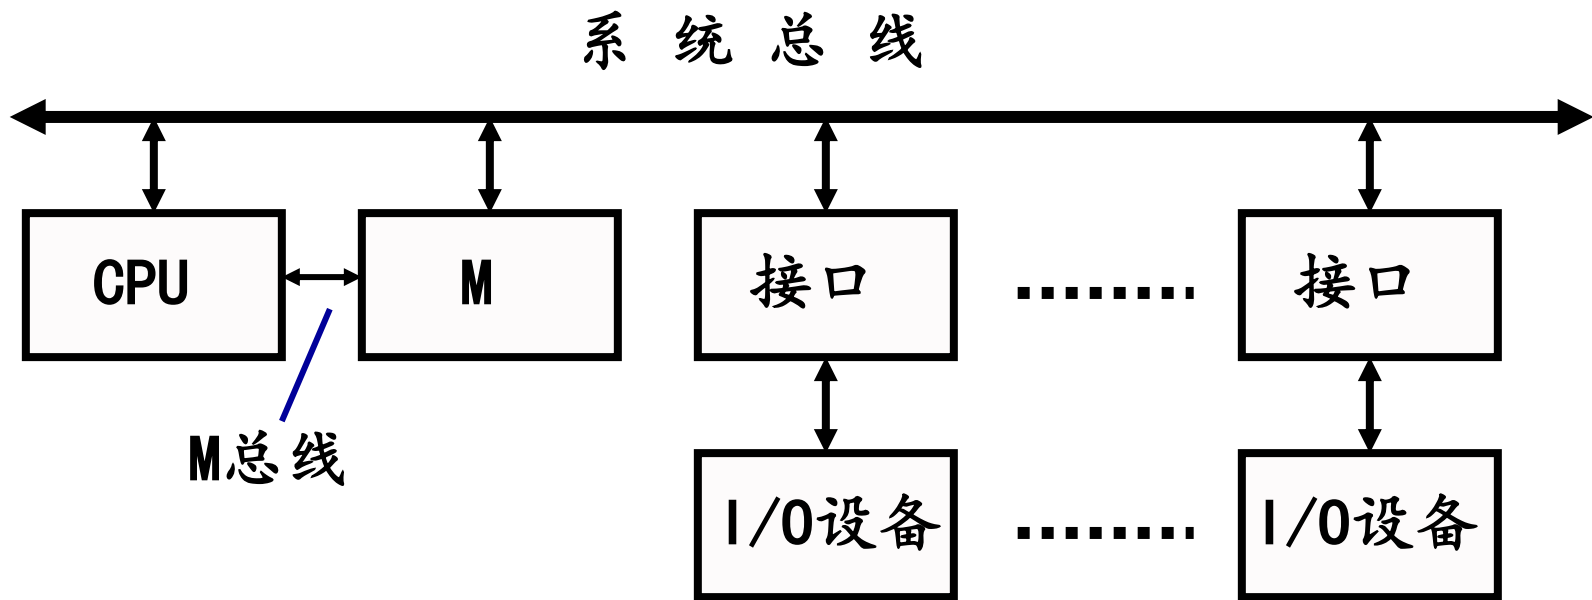 系 统 总 线
CPU M 接口 ........ 接口
M总线
I/O设备 ........ I/O设备